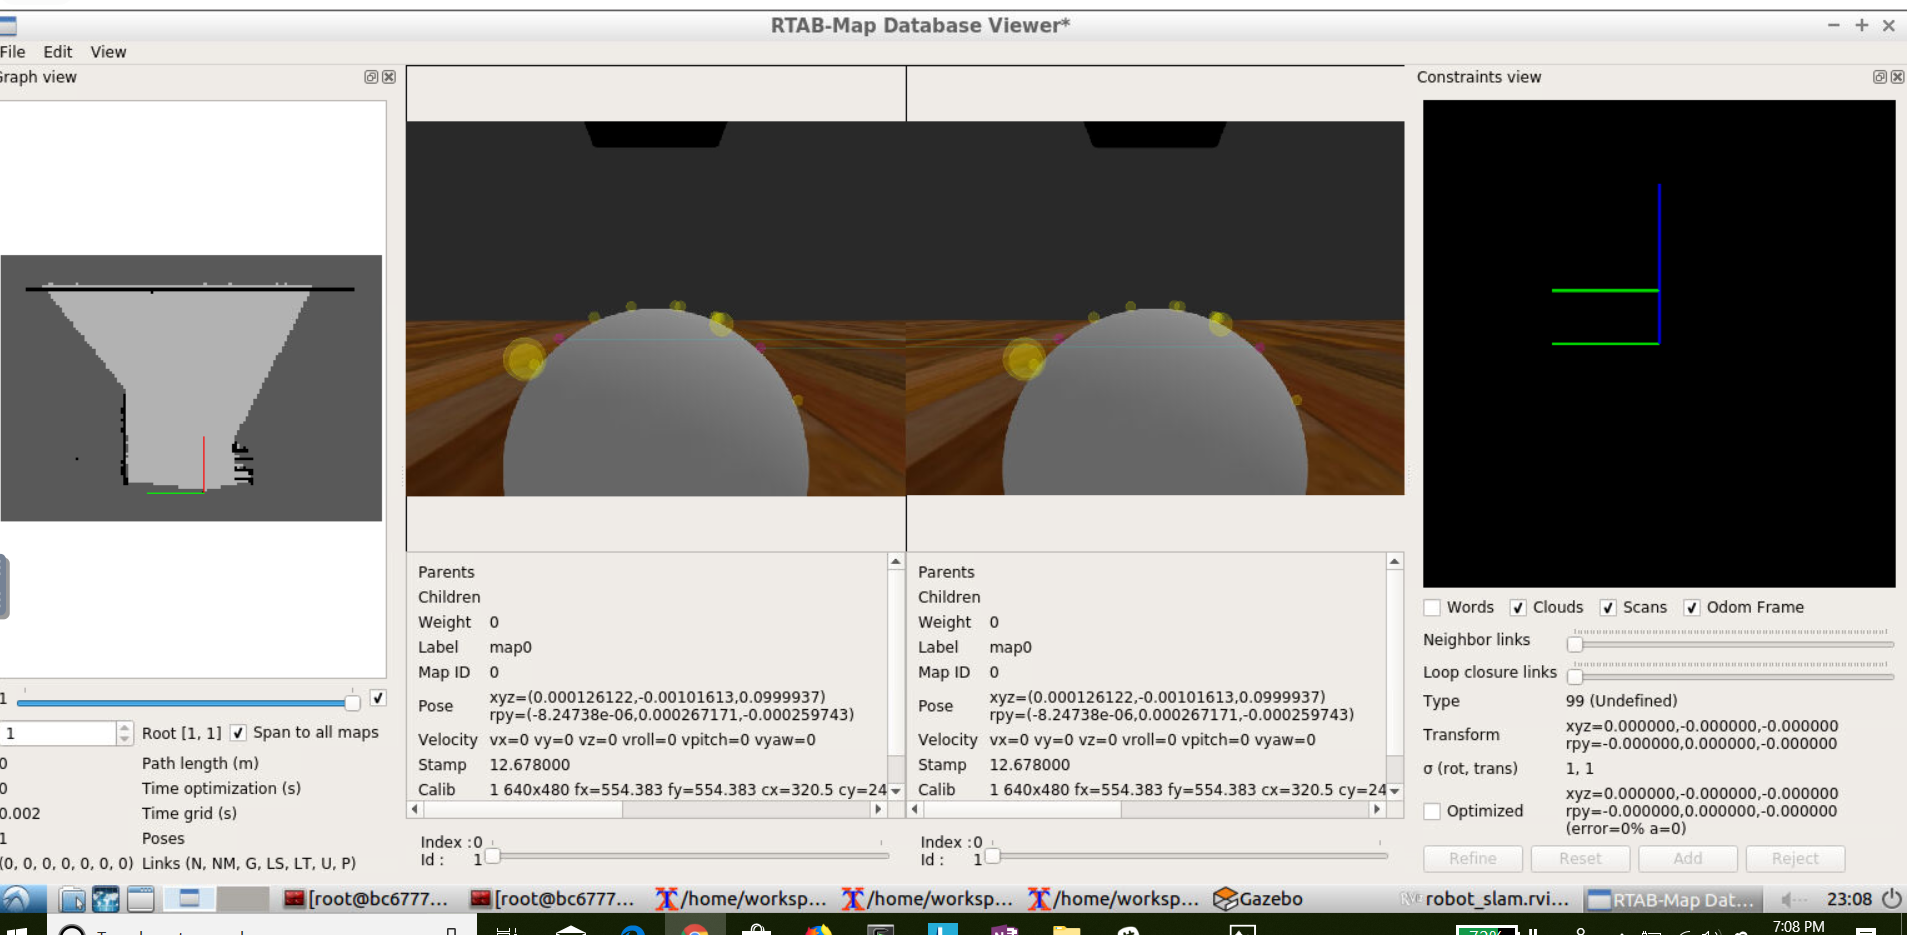 RTAB-Map Database Viewer*
File Edit View
Graph view
Constraints view
Parents
Children
Weight 0
Label map0
Map ID 0
Pose xyz=(0.000126122,-0.00101613,0.0999937)
rpy=(-8.24738e-06,0.000267171,-0.000259743)
Velocity vx=0 vy=0 vz=0 vroll=0 vpitch=0 vyaw=0
Stamp 12.678000
Calib 1 640x480 fx=554.383 fy=554.383 cx=320.5 cy=24
Index :0
Id : 1
Parents
Children
Weight 0
Label map0
Map ID 0
Pose xyz=(0.000126122,-0.00101613,0.0999937)
rpy=(-8.24738e-06,0.000267171,-0.000259743)
Velocity vx=0 vy=0 vz=0 vroll=0 vpitch=0 vyaw=0
Stamp 12.678000
Calib 1 640x480 fx=554.383 fy=554.383 cx=320.5 cy=24
Index :0
Id : 1
1
1 Root [1, 1] Span to all maps
0 Path length (m)
0 Time optimization (s)
0.002 Time grid (s)
1 Poses
(0, 0, 0, 0, 0, 0, 0) Links (N, NM, G, LS, LT, U, P)
Words Clouds Scans Odom Frame
Neighbor links
Loop closure links
Type 99 (Undefined)
Transform xyz=0.000000,-0.000000,-0.000000
rpy=-0.000000,0.000000,-0.000000
σ (rot, trans) 1, 1
Optimized xyz=0.000000,-0.000000,-0.000000
rpy=-0.000000,0.000000,-0.000000
(error=0% a=0)
Refine Reset Add Reject
[root@bc6777... [root@bc6777... /home/worksp... /home/worksp... /home/worksp... Gazebo robot_slam.rvi... RTAB-Map Dat... 23:08
7:08 PM